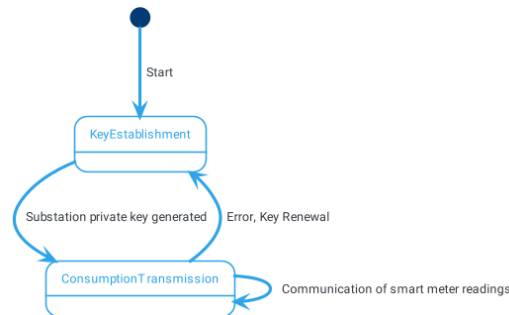 Start
KeyEstablishment
Substation private key generated
Error, Key Renewal
ConsumptionTransmission
Communication of smart meter readings